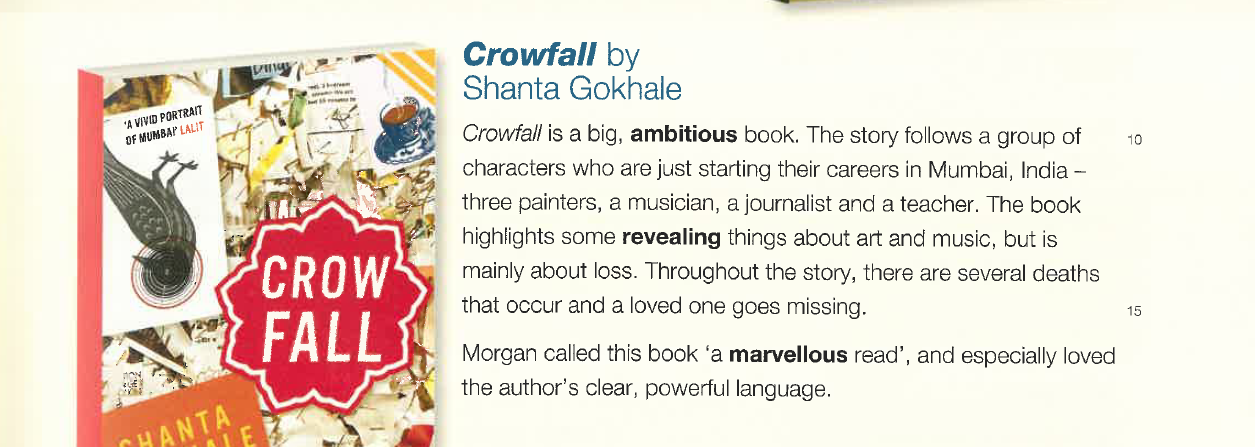 Crowfall by
Shanta Gokhale
Crowfall is a big, ambitious book. The story follows a group of 10
characters who are just starting their careers in Mumbai, India –
three painters, a musician, a journalist and a teacher. The book
highlights some revealing things about art and music, but is
mainly about loss. Throughout the story, there are several deaths
that occur and a loved one goes missing. 15
Morgan called this book ‘a marvellous read’, and especially loved
the author’s clear, powerful language.
‘A VIVID PORTRAIT
OF MUMBAI’ LALIT
CROW
FALL
SHANTA